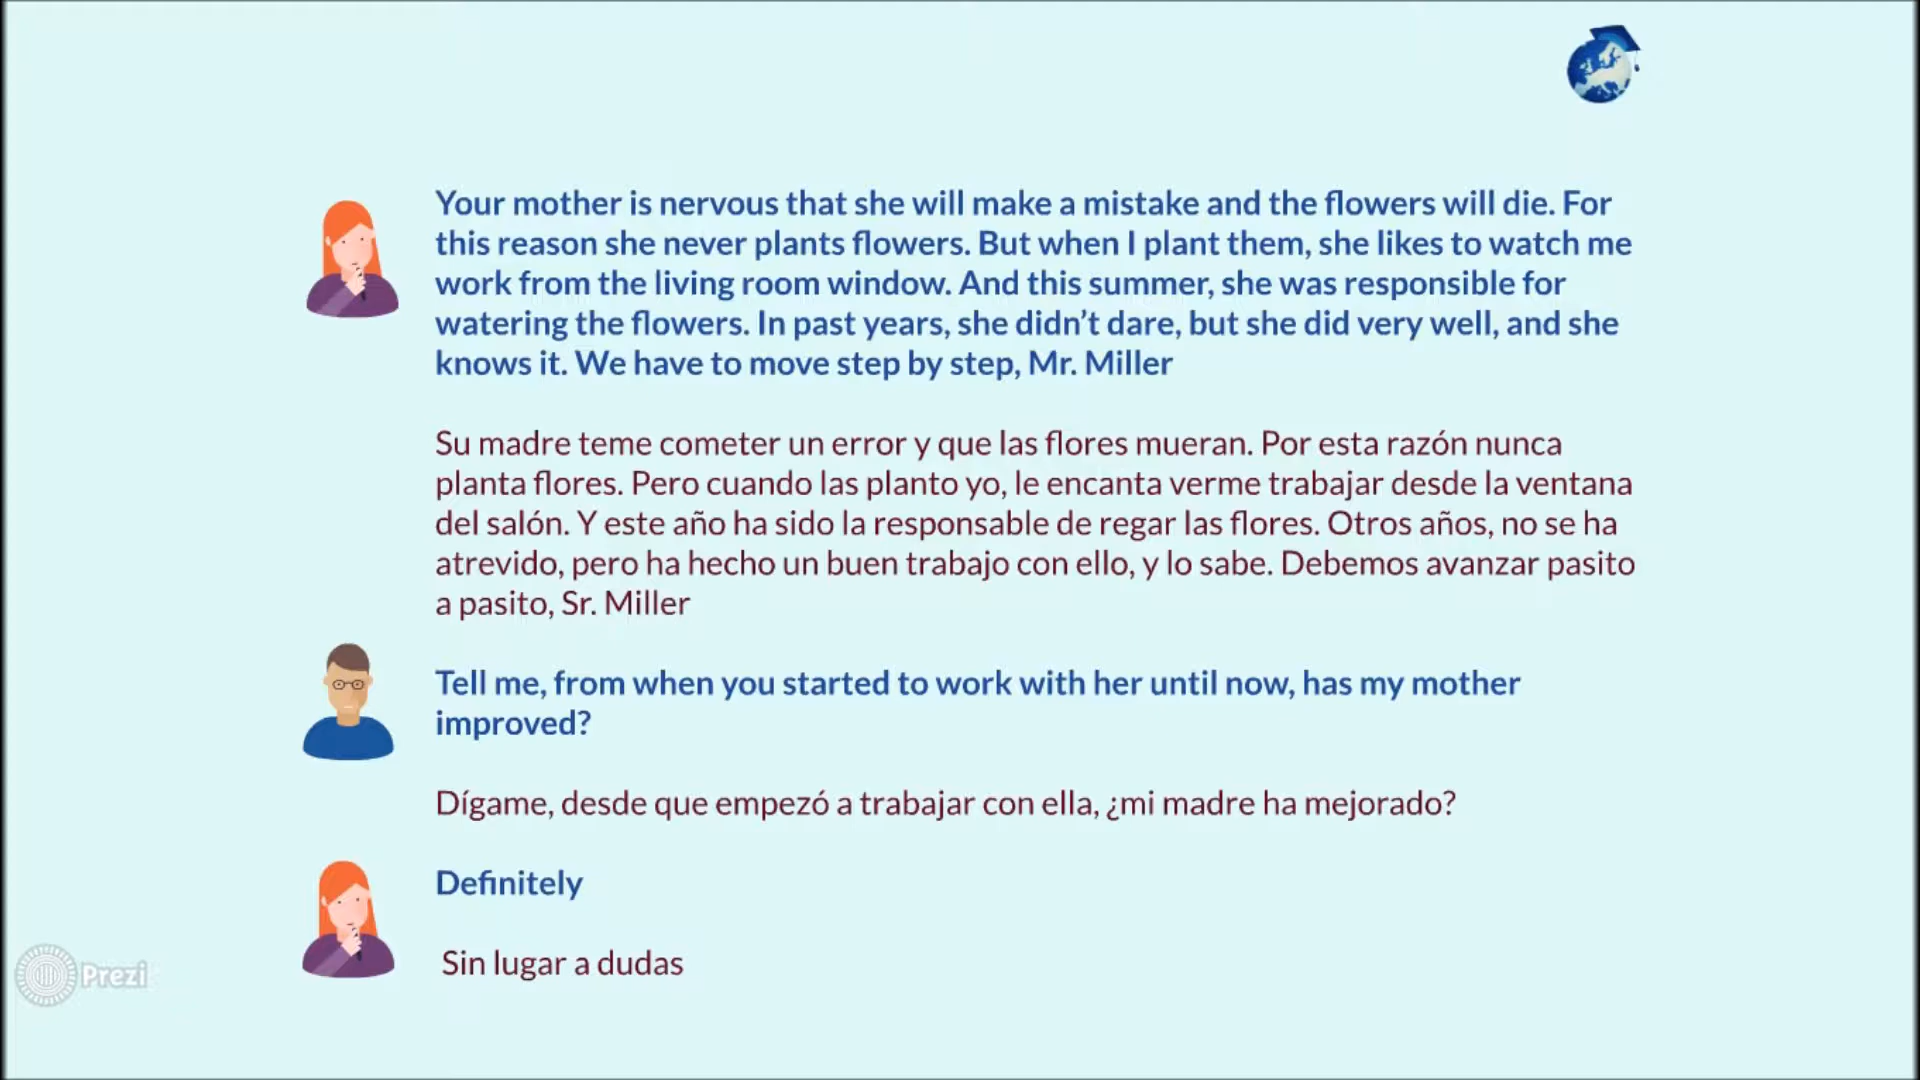 Your mother is nervous that she will make a mistake and the flowers will die. For
this reason she never plants flowers. But when I plant them, she likes to watch me
work from the living room window. And this summer, she was responsible for
watering the flowers. In past years, she didn’t dare, but she did very well, and she
knows it. We have to move step by step, Mr. Miller
Su madre teme cometer un error y que las flores mueran. Por esta razón nunca
planta flores. Pero cuando las planto yo, le encanta verme trabajar desde la ventana
del salón. Y este año ha sido la responsable de regar las flores. Otros años, no se ha
atrevido, pero ha hecho un buen trabajo con ello, y lo sabe. Debemos avanzar pasito
a pasito, Sr. Miller
Tell me, from when you started to work with her until now, has my mother
improved?
Dígame, desde que empezó a trabajar con ella, ¿mi madre ha mejorado?
Definitely
Sin lugar a dudas
Prezi